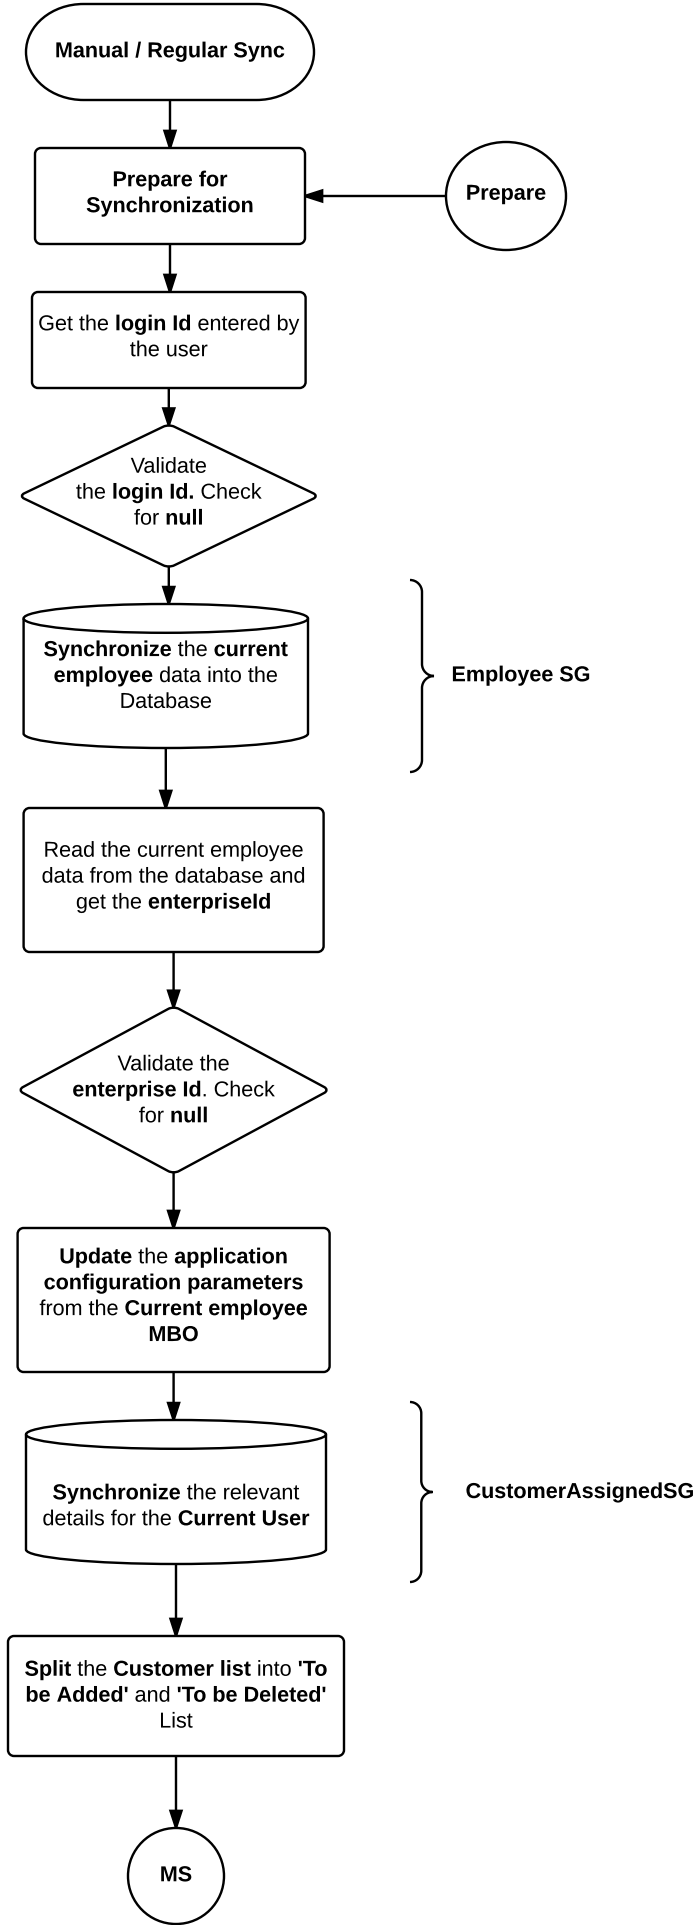 Manual / Regular Sync
Prepare for
Synchronization
Prepare
Get the login Id entered by
the user
Validate
the login Id. Check
for null
Synchronize the current
employee data into the
Database
Employee SG
Read the current employee
data from the database and
get the enterpriseId
Validate the
enterprise Id. Check
for null
Update the application
configuration parameters
from the Current employee
MBO
Synchronize the relevant
details for the Current User
CustomerAssignedSG
Split the Customer list into 'To
be Added' and 'To be Deleted'
List
MS